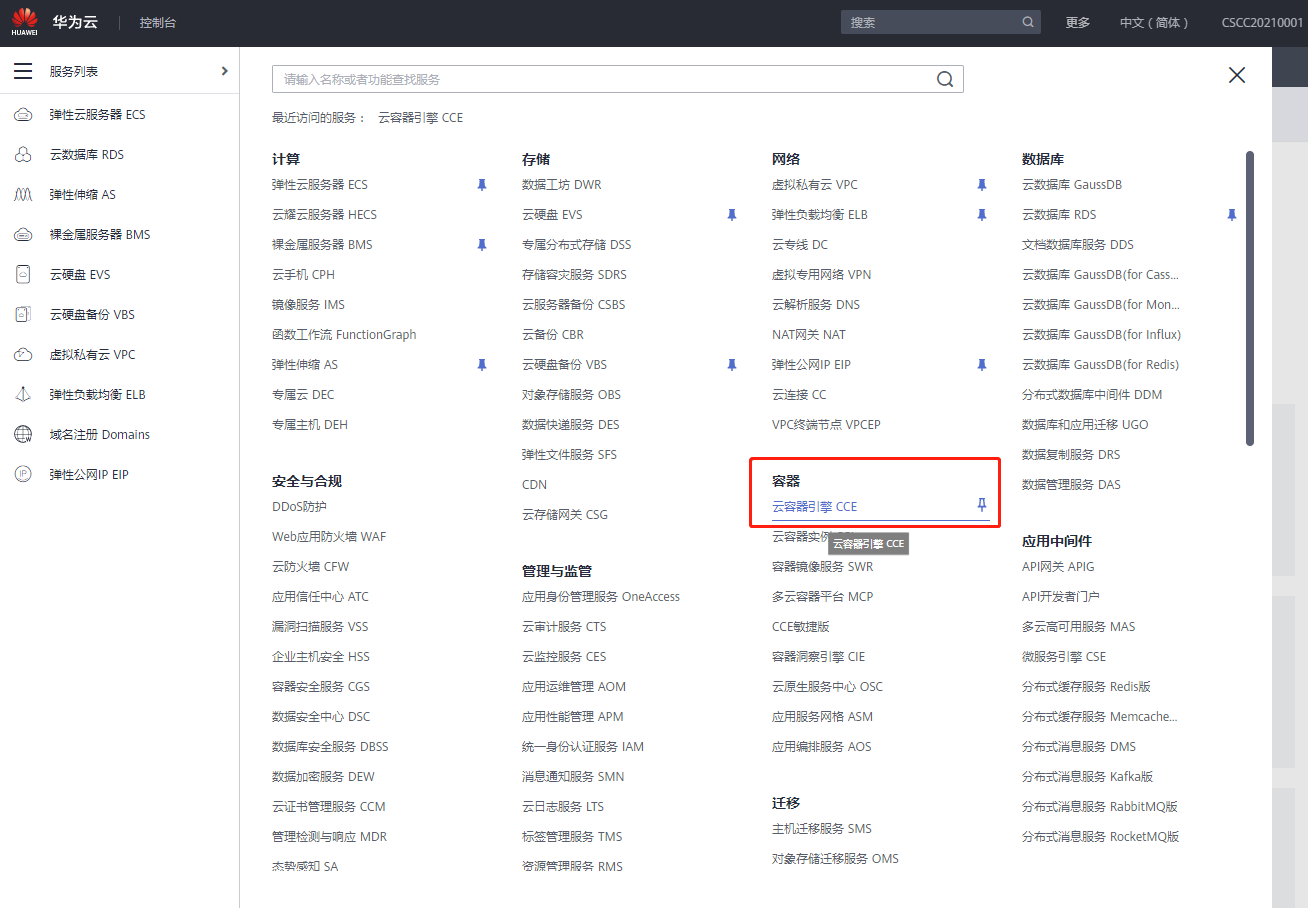 HUAWEI
华为云
控制台
搜索
更多
中文（简体）
CSCC20210001
服务列表
弹性云服务器 ECS
云数据库 RDS
弹性伸缩 AS
裸金属服务器 BMS
云硬盘 EVS
云硬盘备份 VBS
虚拟私有云 VPC
弹性负载均衡 ELB
域名注册 Domains
弹性公网IP EIP
请输入名称或者功能查找服务
最近访问的服务： 云容器引擎 CCE
计算
弹性云服务器 ECS
云耀云服务器 HECS
裸金属服务器 BMS
云手机 CPH
镜像服务 IMS
函数工作流 FunctionGraph
弹性伸缩 AS
专属云 DEC
专属主机 DEH
安全与合规
DDoS防护
Web应用防火墙 WAF
云防火墙 CFW
应用信任中心 ATC
漏洞扫描服务 VSS
企业主机安全 HSS
容器安全服务 CGS
数据安全中心 DSC
数据库安全服务 DBSS
数据加密服务 DEW
云证书管理服务 CCM
管理检测与响应 MDR
态势感知 SA
存储
数据工坊 DWR
云硬盘 EVS
专属分布式存储 DSS
存储容灾服务 SDRS
云服务器备份 CSBS
云备份 CBR
云硬盘备份 VBS
对象存储服务 OBS
数据快递服务 DES
弹性文件服务 SFS
CDN
云存储网关 CSG
管理与监管
应用身份管理服务 OneAccess
云审计服务 CTS
云监控服务 CES
应用运维管理 AOM
应用性能管理 APM
统一身份认证服务 IAM
消息通知服务 SMN
云日志服务 LTS
标签管理服务 TMS
资源管理服务 RMS
网络
虚拟私有云 VPC
弹性负载均衡 ELB
云专线 DC
虚拟专用网络 VPN
云解析服务 DNS
NAT网关 NAT
弹性公网IP EIP
云连接 CC
VPC终端节点 VPCEP
容器
云容器引擎 CCE
云容器实例
云容器引擎 CCE
容器镜像服务 SWR
多云容器平台 MCP
CCE敏捷版
容器洞察引擎 CIE
云原生服务中心 OSC
应用服务网格 ASM
应用编排服务 AOS
迁移
主机迁移服务 SMS
对象存储迁移服务 OMS
数据库
云数据库 GaussDB
云数据库 RDS
文档数据库服务 DDS
云数据库 GaussDB(for Cass...
云数据库 GaussDB(for Mon...
云数据库 GaussDB(for Influx)
云数据库 GaussDB(for Redis)
分布式数据库中间件 DDM
数据库和应用迁移 UGO
数据复制服务 DRS
数据管理服务 DAS
应用中间件
API网关 APIG
API开发者门户
多云高可用服务 MAS
微服务引擎 CSE
分布式缓存服务 Redis版
分布式缓存服务 Memcache...
分布式消息服务 DMS
分布式消息服务 Kafka版
分布式消息服务 RabbitMQ版
分布式消息服务 RocketMQ版